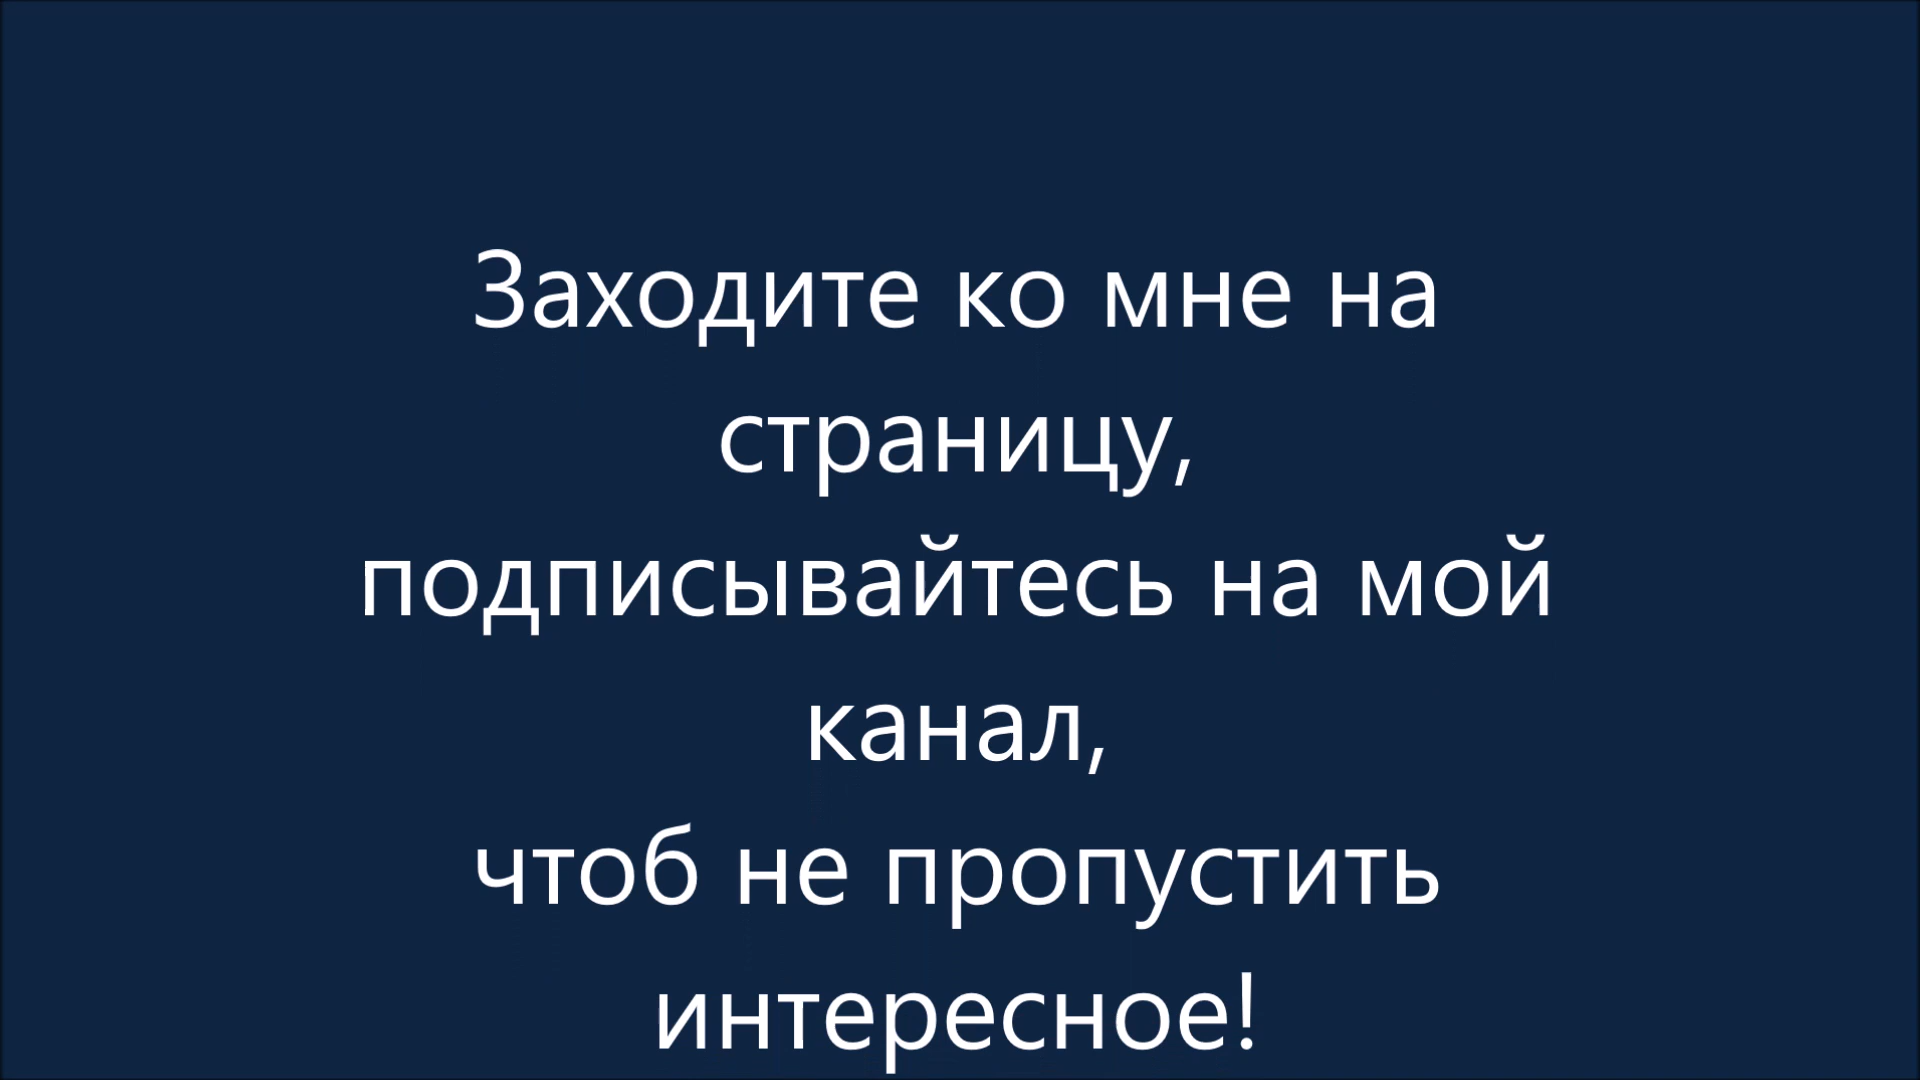 Заходите ко мне на
страницу,
подписывайтесь на мой
канал,
чтоб не пропустить
интересное!